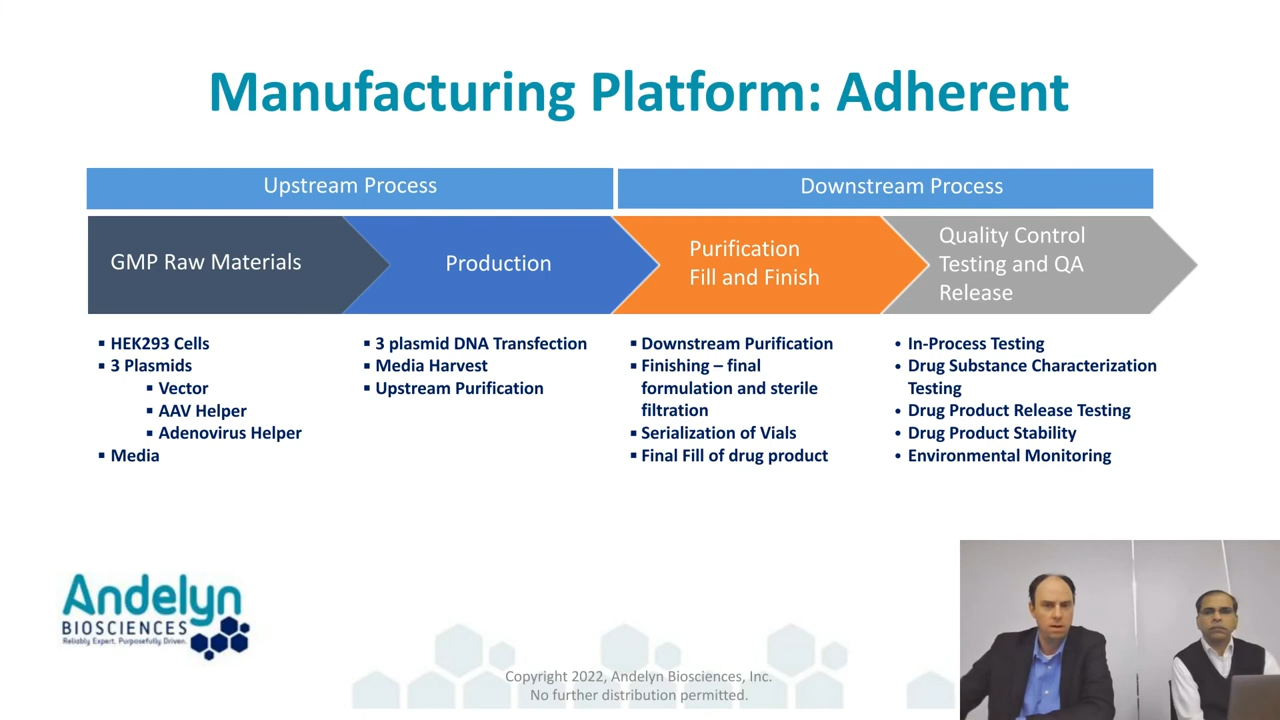 Manufacturing Platform: Adherent
Upstream Process
Downstream Process
GMP Raw Materials
Production
Purification
Fill and Finish
Quality Control
Testing and QA
Release
▪ HEK293 Cells
▪ 3 Plasmids
▪ Vector
▪ AAV Helper
▪ Adenovirus Helper
▪ Media
▪ 3 plasmid DNA Transfection
▪ Media Harvest
▪ Upstream Purification
▪ Downstream Purification
▪ Finishing – final
formulation and sterile
filtration
▪ Serialization of Vials
▪ Final Fill of drug product
• In-Process Testing
• Drug Substance Characterization
Testing
• Drug Product Release Testing
• Drug Product Stability
• Environmental Monitoring
Andelyn
BIOSCIENCES
Reliably Expert. Purposefully Driven.
Copyright 2022, Andelyn Biosciences, Inc.
No further distribution permitted.